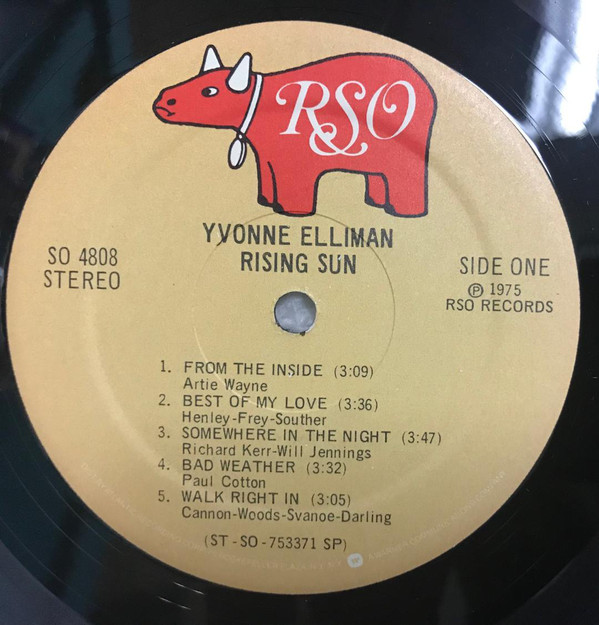 RSO
YVONNE ELLIMAN
RISING SUN
SO 4808
STEREO
SIDE ONE
Ⓟ 1975
RSO RECORDS
1. FROM THE INSIDE (3:09)
Artie Wayne
2. BEST OF MY LOVE (3:36)
Henley-Frey-Souther
3. SOMEWHERE IN THE NIGHT (3:47)
Richard Kerr-Will Jennings
4. BAD WEATHER (3:32)
Paul Cotton
5. WALK RIGHT IN (3:05)
Cannon-Woods-Svanoe-Darling
(ST-SO-753371 SP)